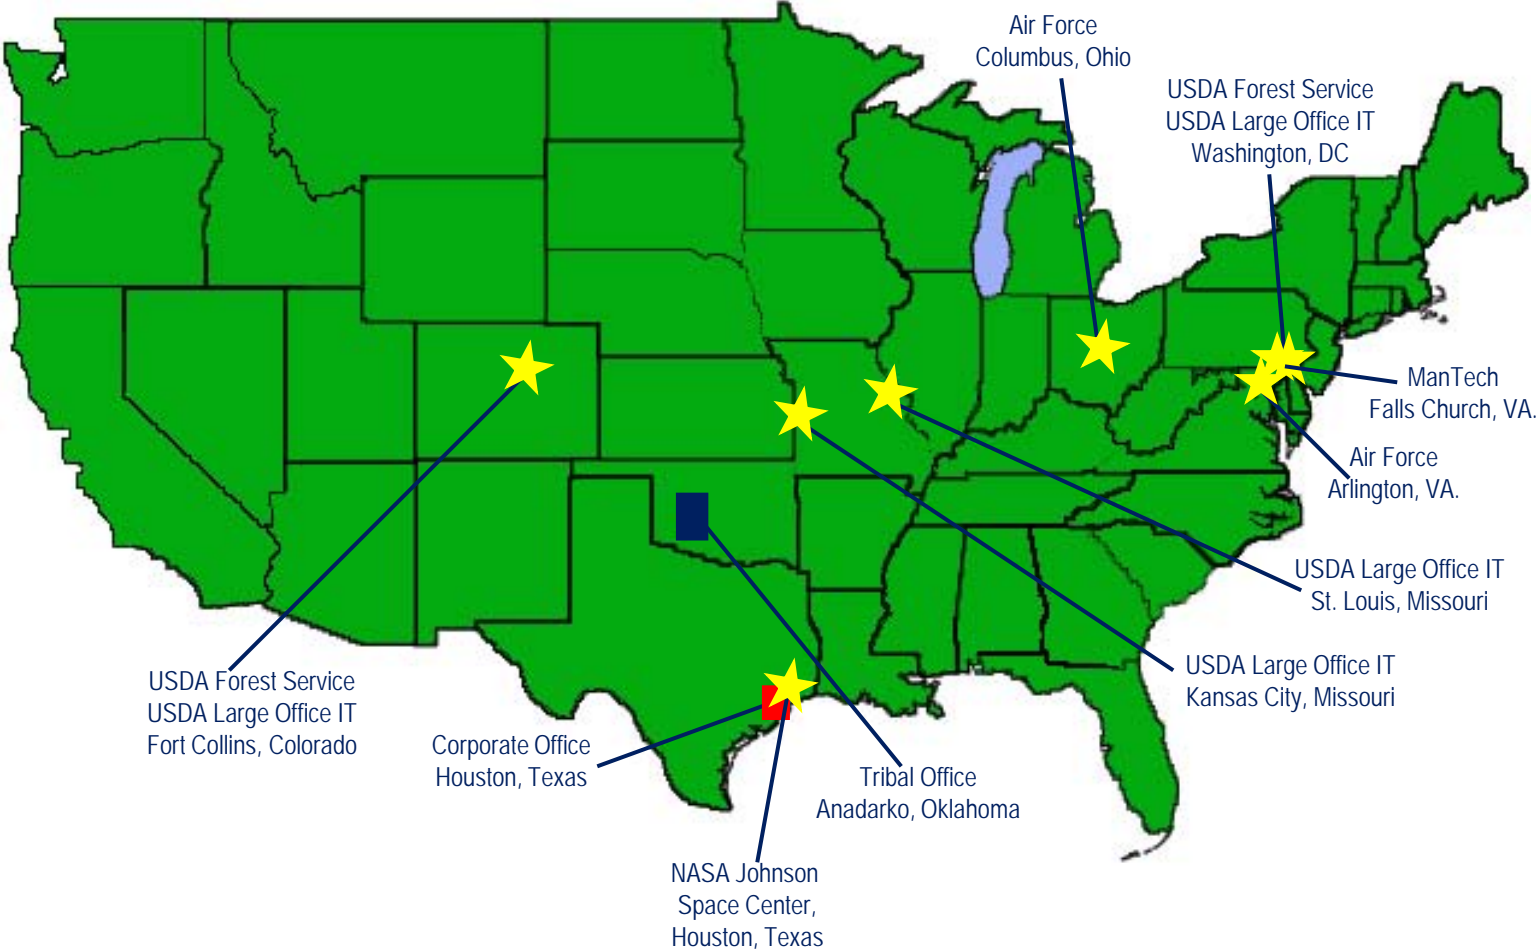 Air Force
Columbus, Ohio
USDA Forest Service
USDA Large Office IT
Washington, DC
ManTech
Falls Church, VA.
Air Force
Arlington, VA.
USDA Large Office IT
St. Louis, Missouri
USDA Large Office IT
Kansas City, Missouri
USDA Forest Service
USDA Large Office IT
Fort Collins, Colorado
Corporate Office
Houston, Texas
Tribal Office
Anadarko, Oklahoma
NASA Johnson
Space Center,
Houston, Texas